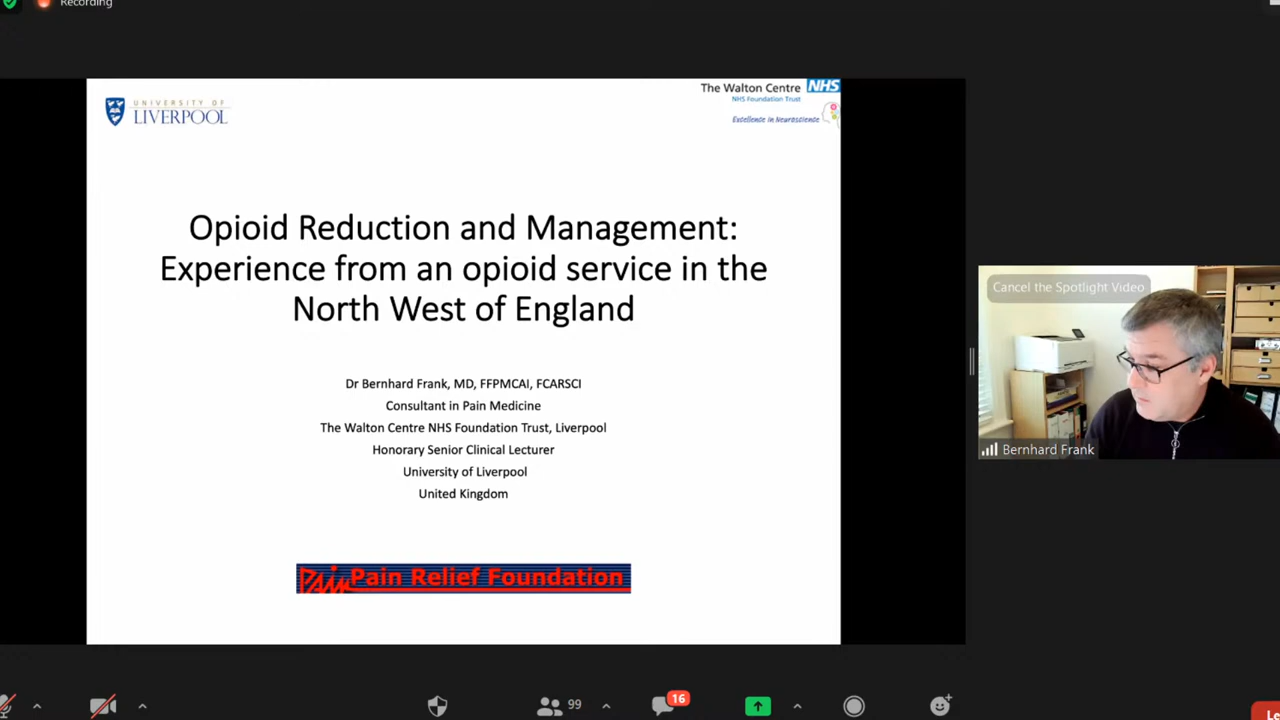 Recording
UNIVERSITY OF
LIVERPOOL
The Walton Centre NHS
NHS Foundation Trust
Excellence in Neuroscience
Opioid Reduction and Management:
Experience from an opioid service in the
North West of England
Dr Bernhard Frank, MD, FFPMCAI, FCARSCI
Consultant in Pain Medicine
The Walton Centre NHS Foundation Trust, Liverpool
Honorary Senior Clinical Lecturer
University of Liverpool
United Kingdom
Pain Pain Relief Foundation
Cancel the Spotlight Video
Bernhard Frank
99
16